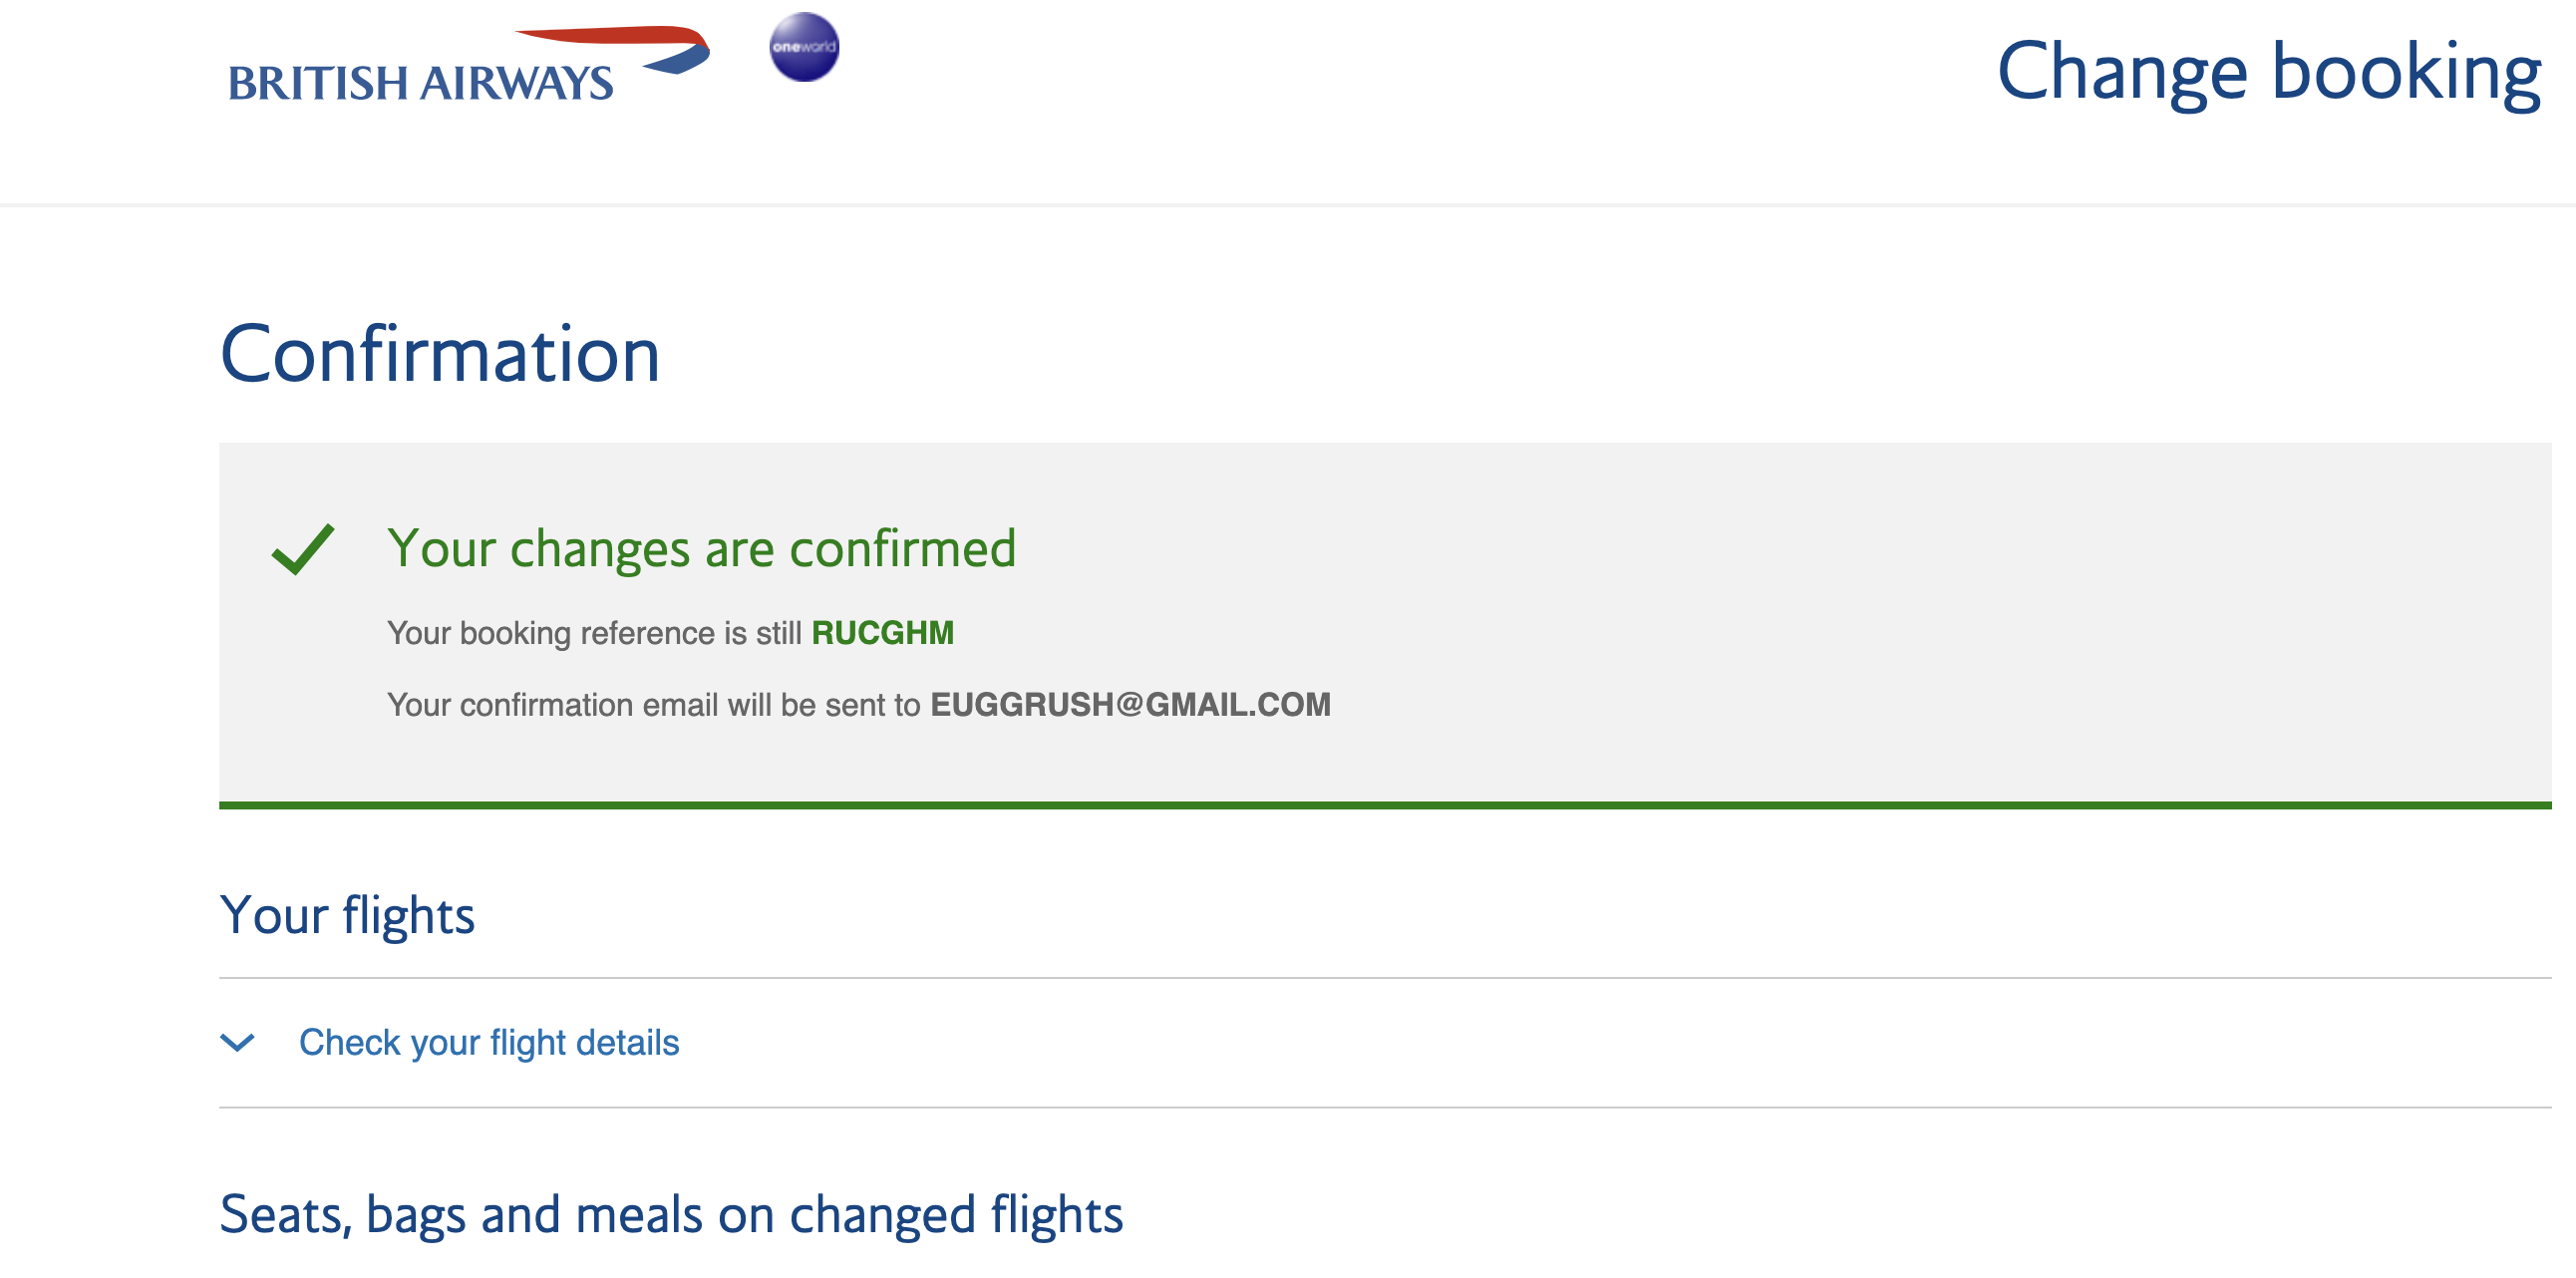 BRITISH AIRWAYS
oneworld
Change booking
Confirmation
Your changes are confirmed
Your booking reference is still RUCGHM
Your confirmation email will be sent to EUGGRUSH@GMAIL.COM
Your flights
Check your flight details
Seats, bags and meals on changed flights